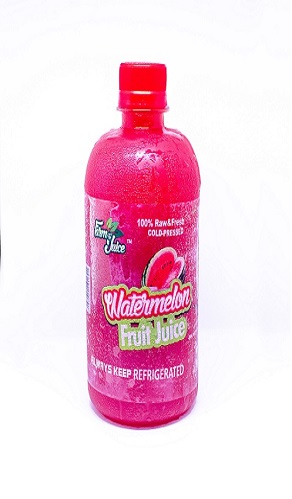 100% Raw&Fresh
COLD-PRESSED
Farm
Juice
TM
Watermelon
Fruit Juice
ALWAYS KEEP REFRIGERATED